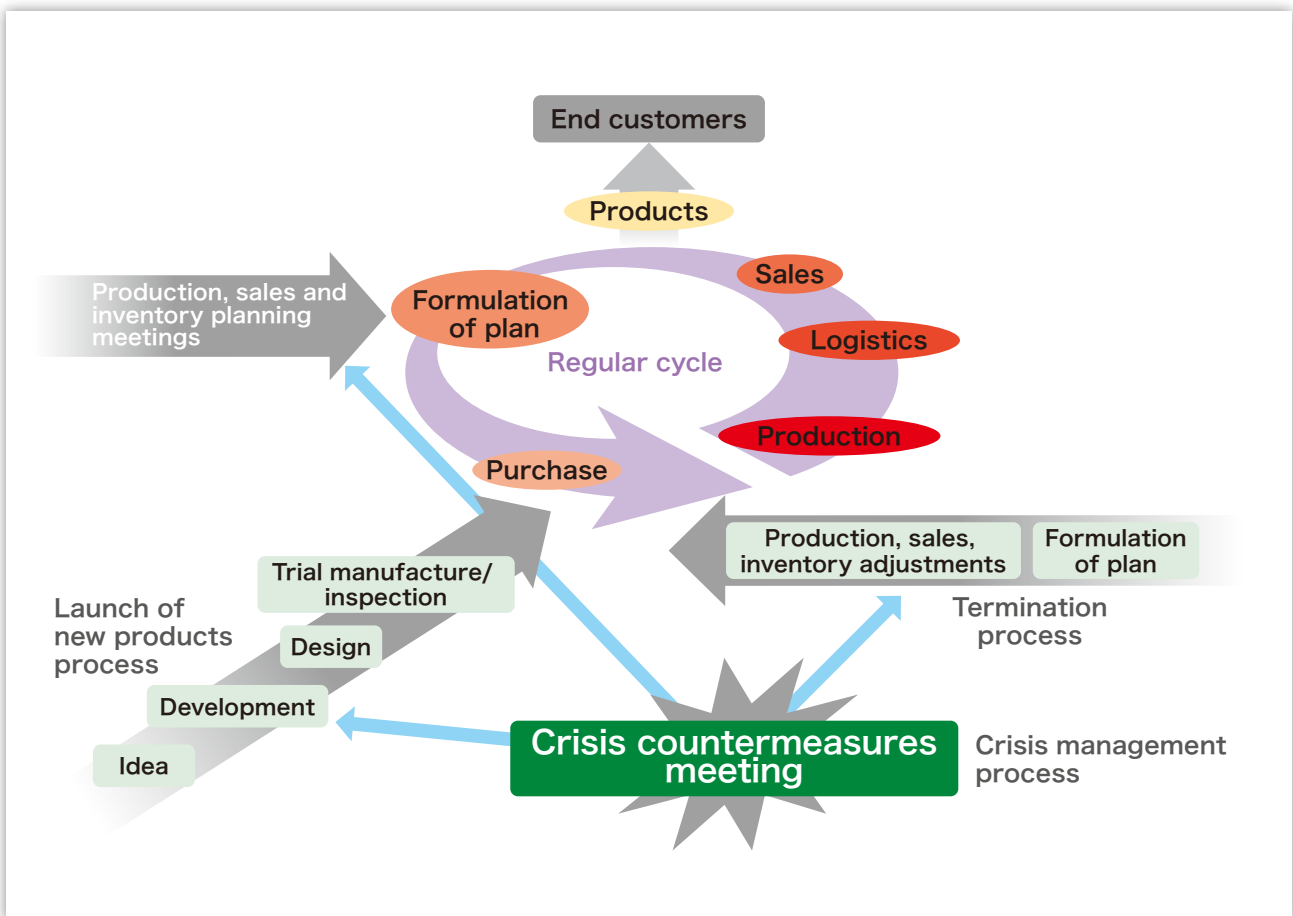 End customers
Products
Production, sales and
inventory planning
meetings
Formulation
of plan
Sales
Logistics
Regular cycle
Production
Purchase
Production, sales,
inventory adjustments
Formulation
of plan
Termination
process
Trial manufacture/
inspection
Launch of
new products
process
Design
Development
Idea
Crisis countermeasures
meeting
Crisis management
process